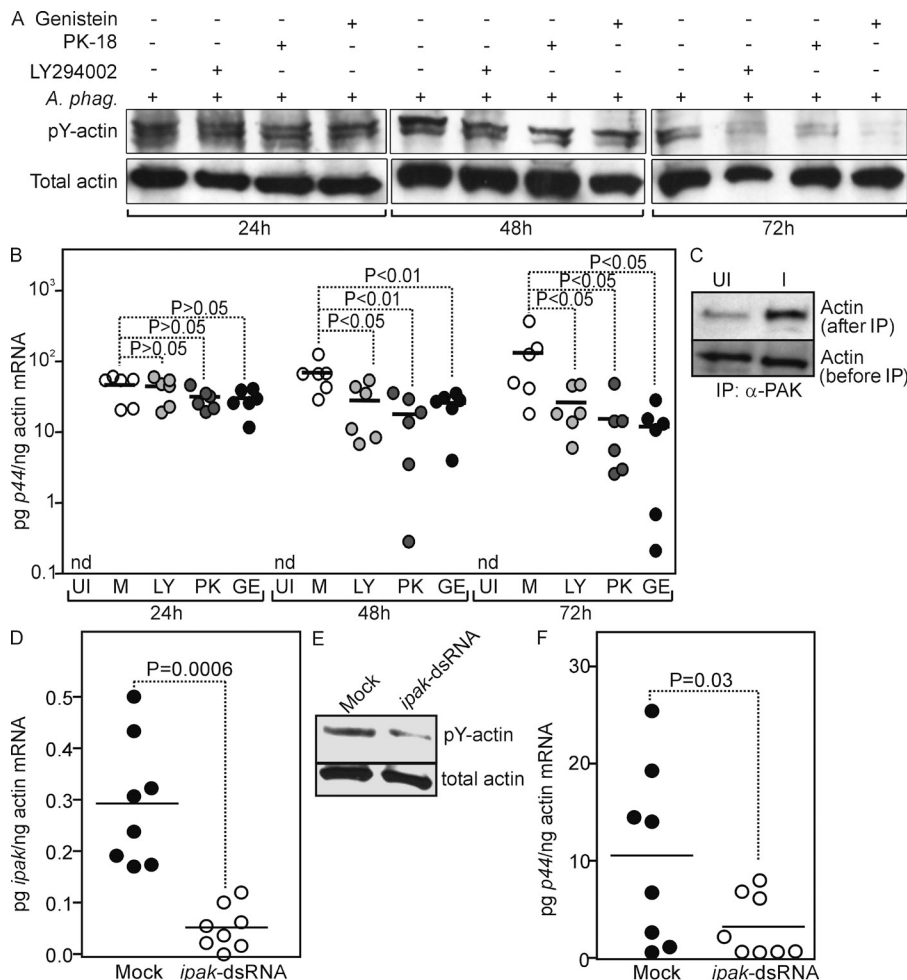 A
Genistein - - - + - - - + - - - +
PK-18 - - + - - - + - - - + -
LY294002 - + - - - + - - - + - -
A. phag. + + + + + + + + + + + +
pY-actin
Total actin
24h 48h 72h
B
pg p44/ng actin mRNA
10³
10²
10
1
0.1
P>0.05
P>0.05
P>0.05
P<0.01
P<0.01
P<0.05
P<0.05
P<0.05
P<0.05
nd nd nd
UI M LY PK GE UI M LY PK GE UI M LY PK GE
24h 48h 72h
C
UI I
Actin
(after IP)
Actin
(before IP)
IP: α-PAK
D
pg ipak/ng actin mRNA
P=0.0006
0.5
0.4
0.3
0.2
0.1
0.0
Mock ipak-dsRNA
E
Mock ipak-dsRNA
pY-actin
total actin
F
pg p44/ng actin mRNA
P=0.03
30
20
10
0
Mock ipak-dsRNA